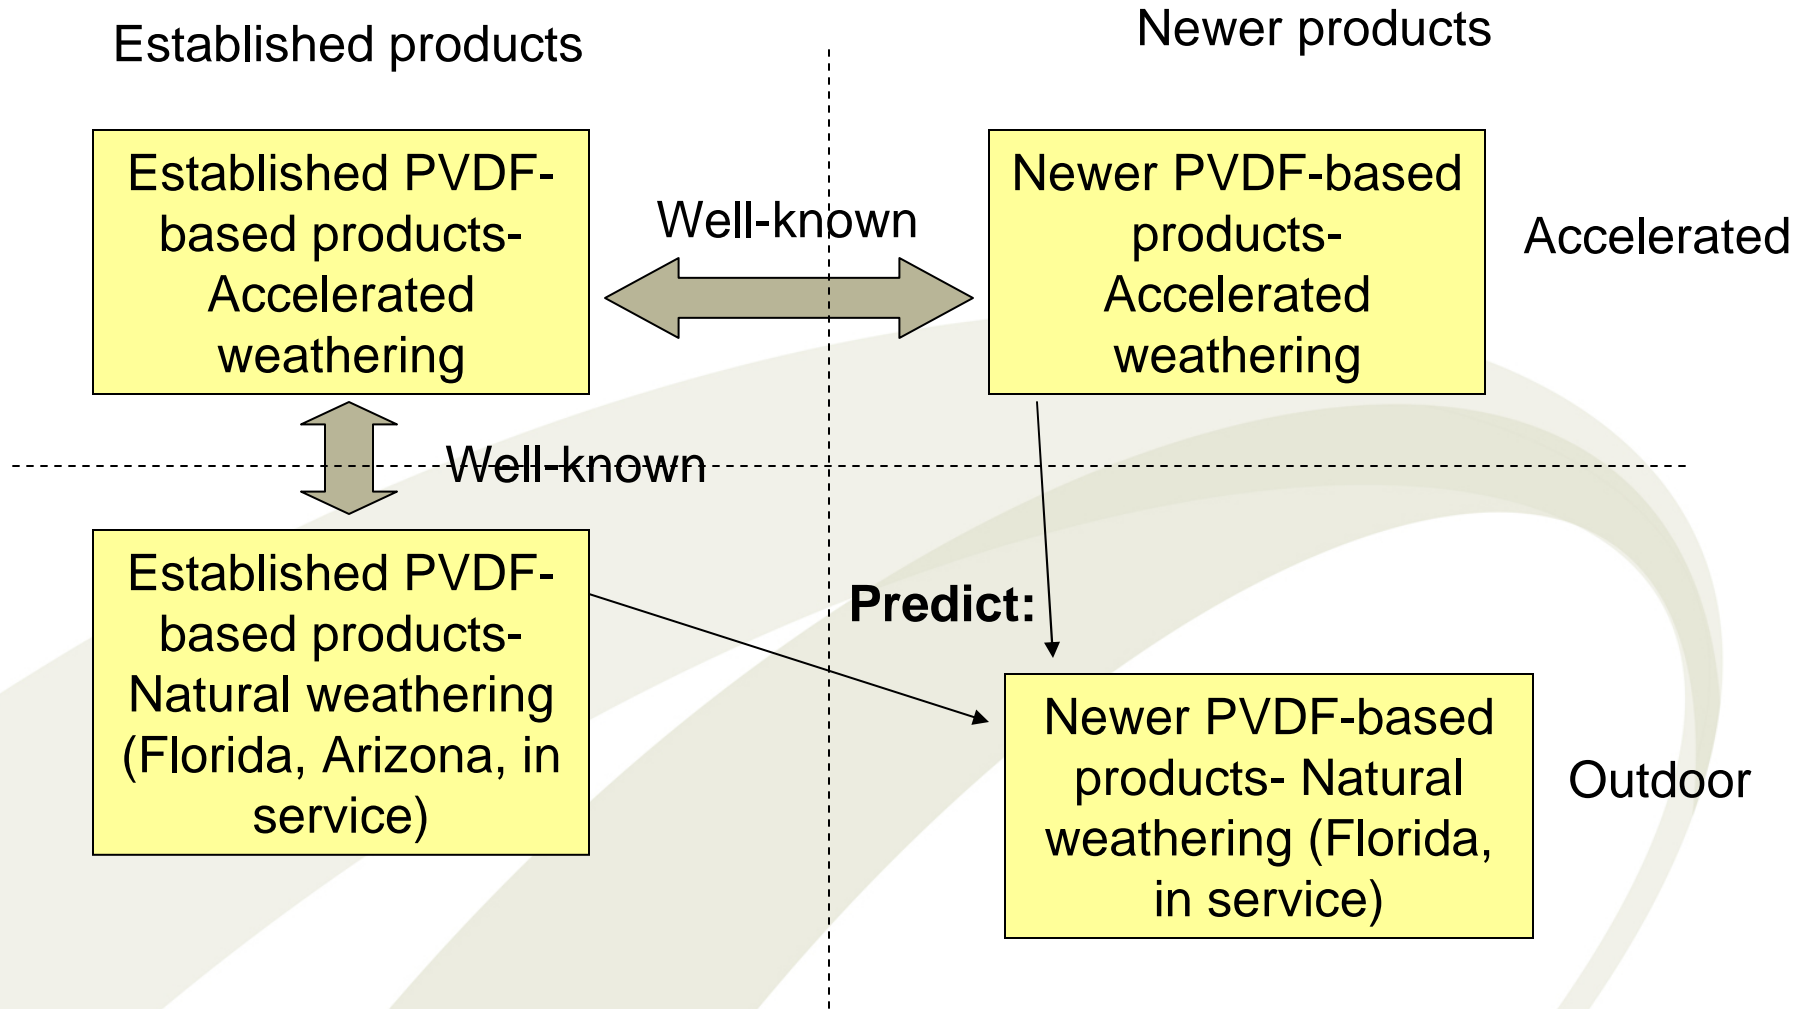 Established products
Newer products
Established PVDF-
based products-
Accelerated
weathering
Well-known
Newer PVDF-based
products-
Accelerated
weathering
Accelerated
Well-known
Established PVDF-
based products-
Natural weathering
(Florida, Arizona, in
service)
Predict:
Newer PVDF-based
products- Natural
weathering (Florida,
in service)
Outdoor